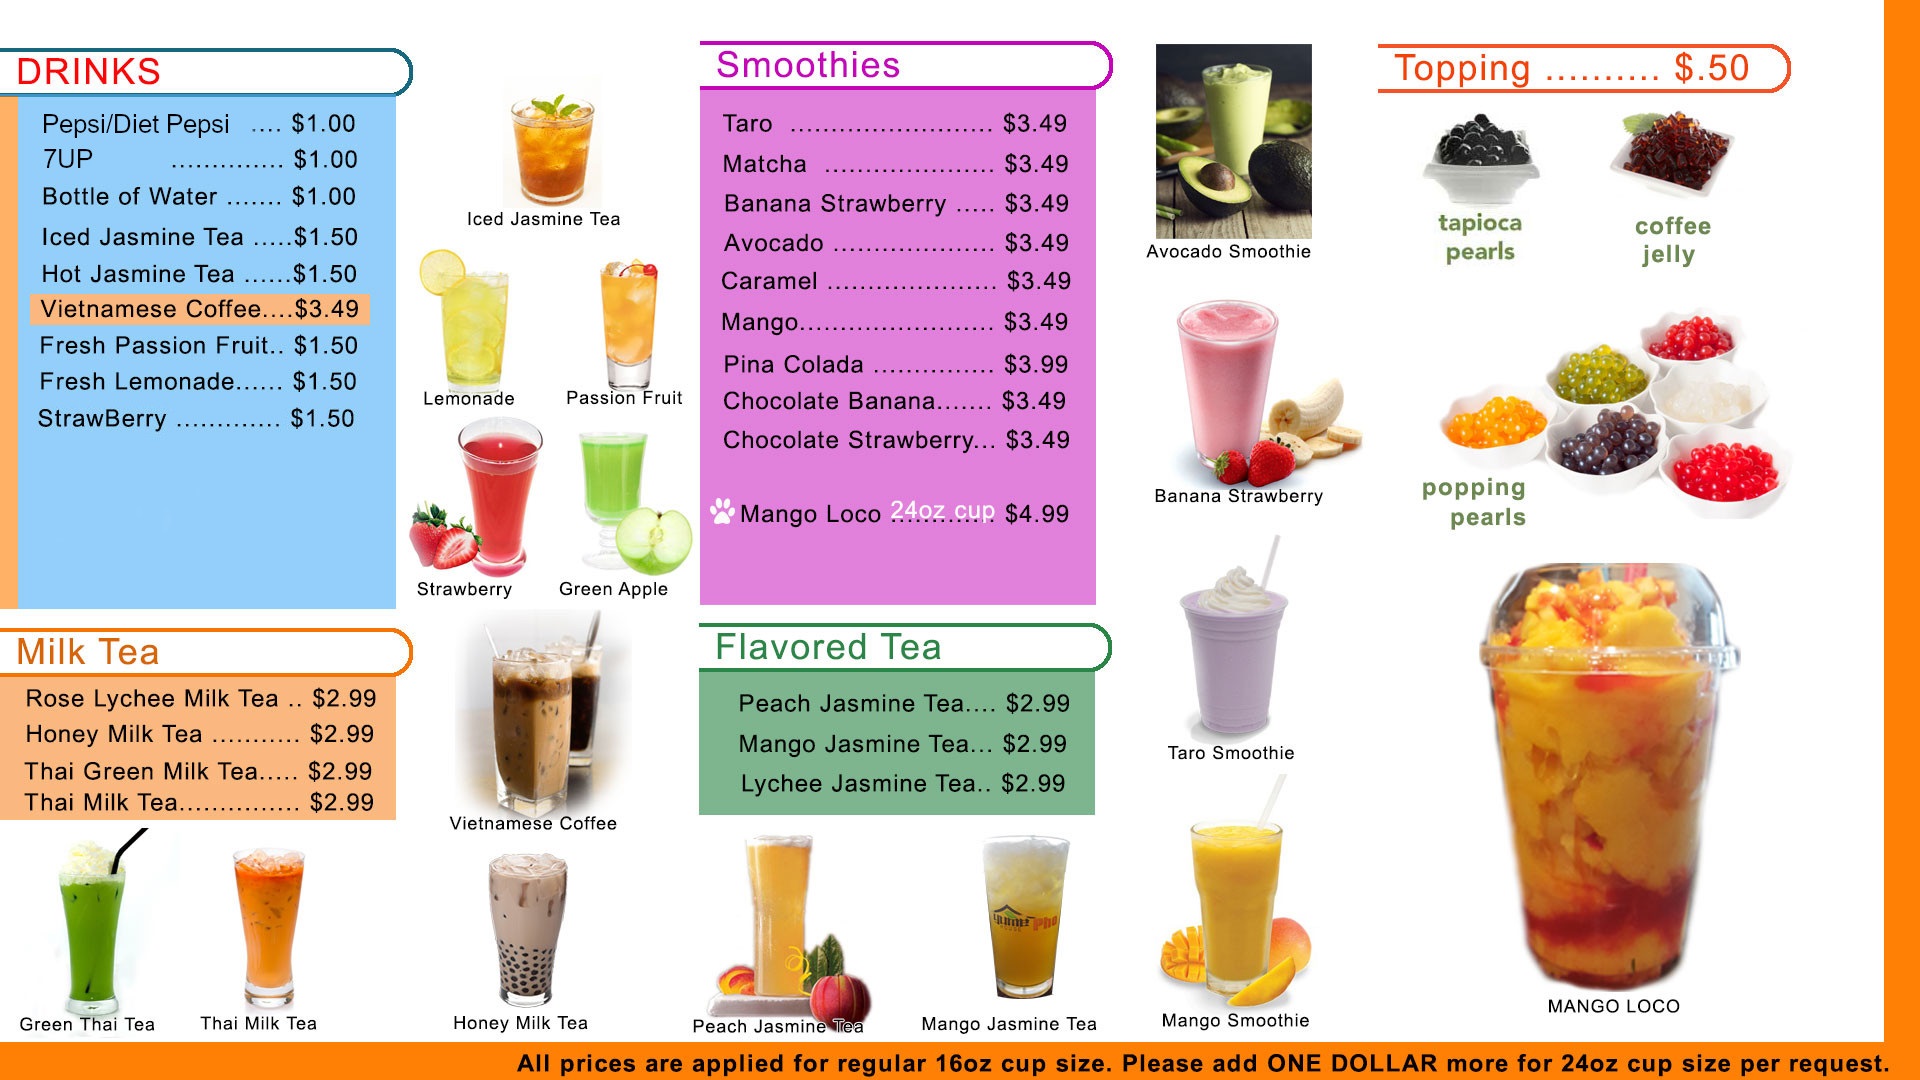 DRINKS
Pepsi/Diet Pepsi .... $1.00
7UP .............. $1.00
Bottle of Water ....... $1.00
Iced Jasmine Tea .....$1.50
Hot Jasmine Tea ......$1.50
Vietnamese Coffee....$3.49
Fresh Passion Fruit.. $1.50
Fresh Lemonade...... $1.50
StrawBerry ............. $1.50
Iced Jasmine Tea
Lemonade
Passion Fruit
Strawberry
Green Apple
Milk Tea
Rose Lychee Milk Tea .. $2.99
Honey Milk Tea ........... $2.99
Thai Green Milk Tea..... $2.99
Thai Milk Tea............... $2.99
Vietnamese Coffee
Green Thai Tea
Thai Milk Tea
Honey Milk Tea
Smoothies
Taro ......................... $3.49
Matcha ..................... $3.49
Banana Strawberry ..... $3.49
Avocado .................... $3.49
Caramel ..................... $3.49
Mango........................ $3.49
Pina Colada ............... $3.99
Chocolate Banana....... $3.49
Chocolate Strawberry... $3.49
Mango Loco 24oz cup ............. $4.99
Flavored Tea
Peach Jasmine Tea.... $2.99
Mango Jasmine Tea... $2.99
Lychee Jasmine Tea.. $2.99
Peach Jasmine Tea
Pho
Mango Jasmine Tea
Avocado Smoothie
Banana Strawberry
Taro Smoothie
Mango Smoothie
Topping .......... $.50
tapioca
pearls
coffee
jelly
popping
pearls
MANGO LOCO
All prices are applied for regular 16oz cup size. Please add ONE DOLLAR more for 24oz cup size per request.